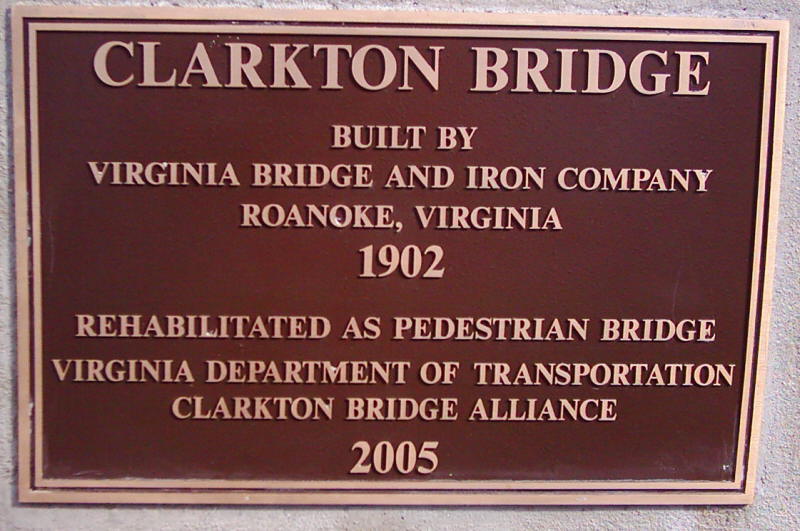 CLARKTON BRIDGE
BUILT BY
VIRGINIA BRIDGE AND IRON COMPANY
ROANOKE, VIRGINIA
1902
REHABILITATED AS PEDESTRIAN BRIDGE
VIRGINIA DEPARTMENT OF TRANSPORTATION
CLARKTON BRIDGE ALLIANCE
2005